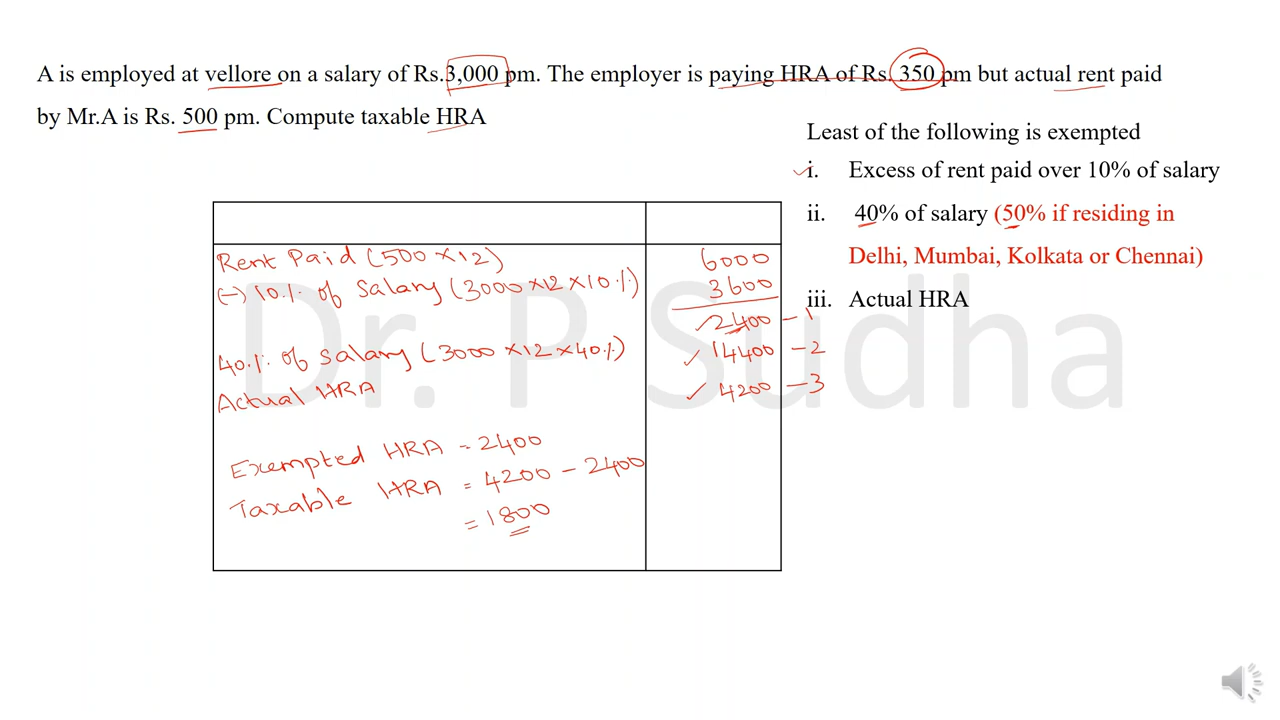 A is employed at vellore on a salary of Rs.3,000 pm. The employer is paying HRA of Rs. 350 pm but actual rent paid
by Mr.A is Rs. 500 pm. Compute taxable HRA
Least of the following is exempted
i. Excess of rent paid over 10% of salary
ii. 40% of salary (50% if residing in
Delhi, Mumbai, Kolkata or Chennai)
iii. Actual HRA
Rent Paid (500 × 12) 6000
(-) 10% of Salary (3000 × 12 × 10%) 3600
2400 - 1
40% of Salary (3000 × 12 × 40%) 14400 - 2
Actual HRA 4200 - 3
Exempted HRA = 2400
Taxable HRA = 4200 - 2400
= 1800
Dr. P Sudha